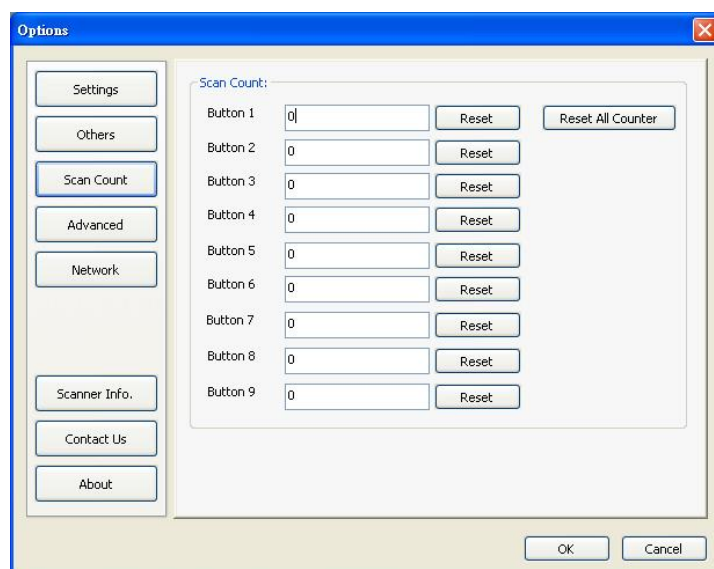 Options
Settings
Others
Scan Count
Advanced
Network
Scanner Info.
Contact Us
About
Scan Count:
Button 1 0 Reset Reset All Counter
Button 2 0 Reset
Button 3 0 Reset
Button 4 0 Reset
Button 5 0 Reset
Button 6 0 Reset
Button 7 0 Reset
Button 8 0 Reset
Button 9 0 Reset
OK Cancel